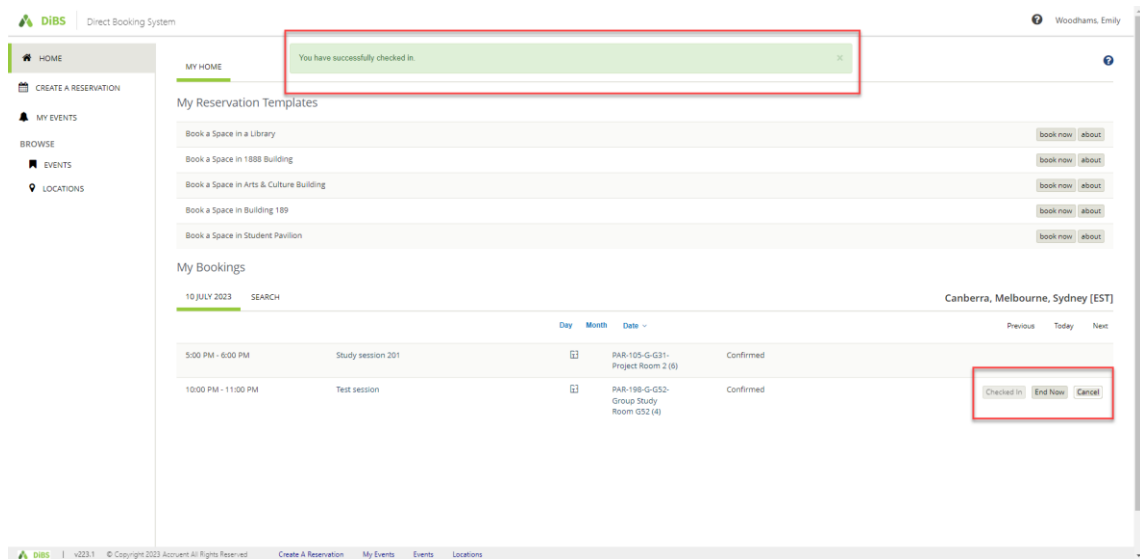 DiBS Direct Booking System
Woodhams. Emily
HOME
CREATE A RESERVATION
MY EVENTS
BROWSE
EVENTS
LOCATIONS
MY HOME
You have successfully checked in.
My Reservation Templates
Book a Space in a Library book now about
Book a Space in 1888 Building book now about
Book a Space in Arts & Culture Building book now about
Book a Space in Building 189 book now about
Book a Space in Student Pavilion book now about
My Bookings
10 JULY 2023 SEARCH
Canberra, Melbourne, Sydney [EST]
Day Month Date
Previous Today Next
5:00 PM - 6:00 PM Study session 201 PAR-105-G-G31- Confirmed
Project Room 2 (6)
10:00 PM - 11:00 PM Test session PAR-198-G-G52- Confirmed Checked In End Now Cancel
Group Study
Room G52 (4)
DiBS | v223.1 © Copyright 2023 Accruent All Rights Reserved Create A Reservation My Events Events Locations